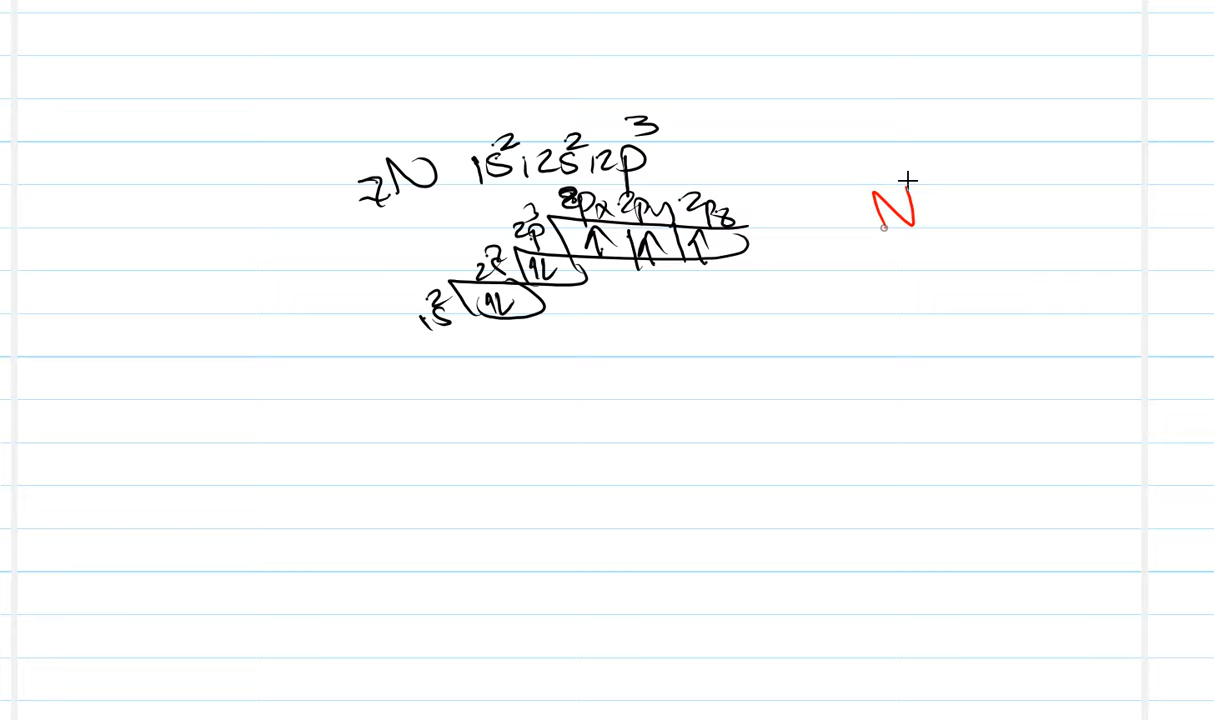 ₇N 1s², 2s², 2p³
2px 2py 2pz
2p³ ↑ ↑ ↑
2s² ↑↓
1s² ↑↓
N